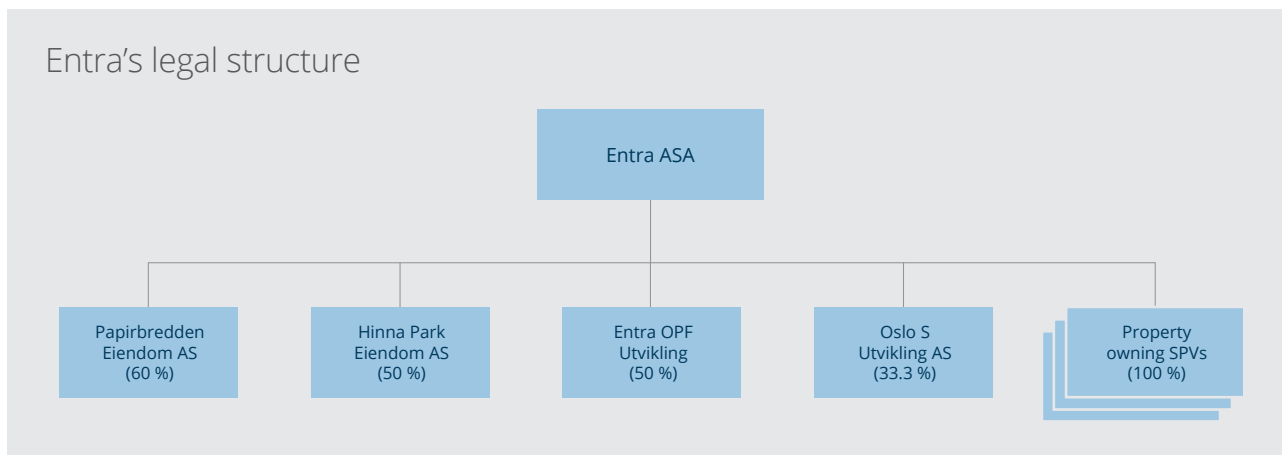 Entra’s legal structure
Entra ASA
Papirbredden
Eiendom AS
(60 %)
Hinna Park
Eiendom AS
(50 %)
Entra OPF
Utvikling
(50 %)
Oslo S
Utvikling AS
(33.3 %)
Property
owning SPVs
(100 %)